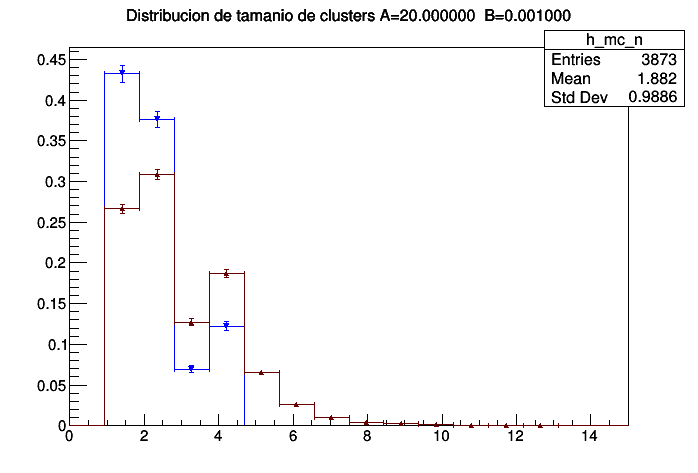 Distribucion de tamanio de clusters A=20.000000 B=0.001000
h_mc_n
Entries 3873
Mean 1.882
Std Dev 0.9886
0.45
0.4
0.35
0.3
0.25
0.2
0.15
0.1
0.05
0
0 2 4 6 8 10 12 14